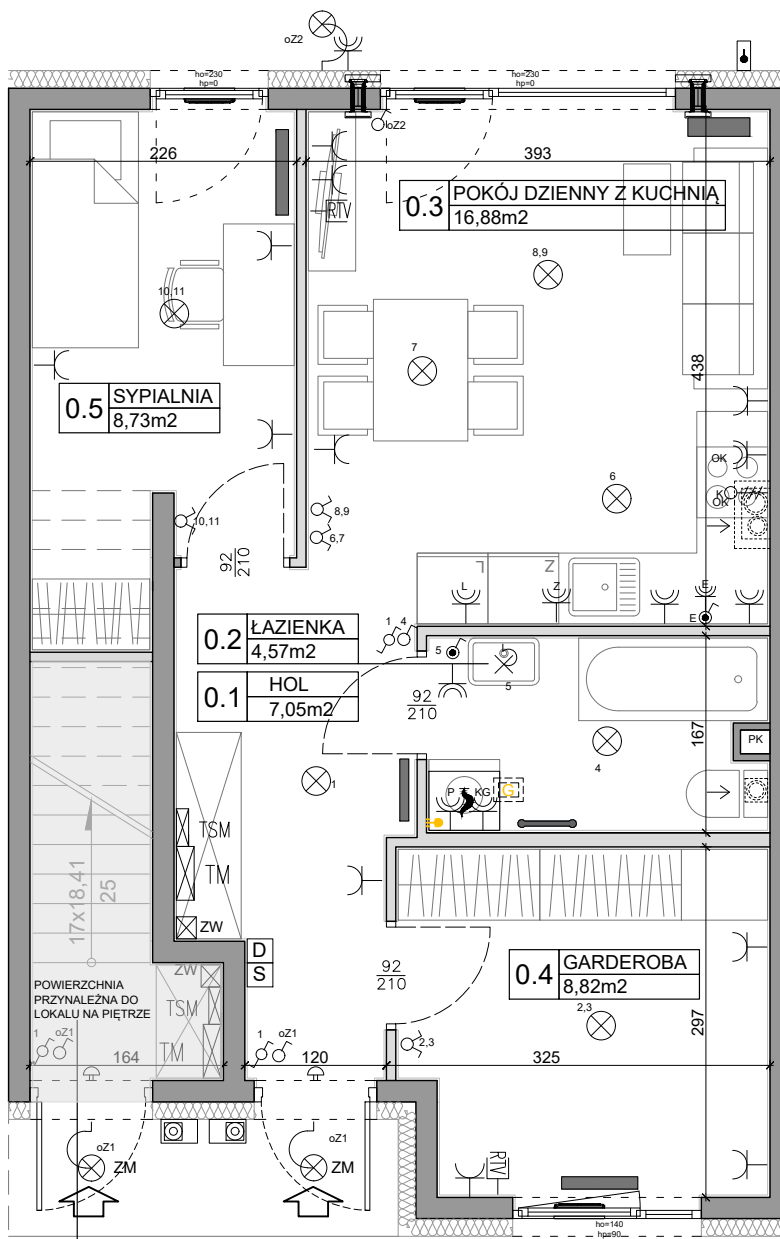 oZ2
ho=230
hp=0
ho=230
hp=0
oZ2
226
393
RTV
0.3
POKÓJ DZIENNY Z KUCHNIĄ
16,88m2
8,9
10,11
7
438
0.5
SYPIALNIA
8,73m2
OK
K
OK
6
10,11
8,9
6,7
92
210
L
Z
L
Z
E
E
0.2
ŁAZIENKA
4,57m2
1
4
5
L
5
0.1
HOL
7,05m2
92
210
167
PK
4
1
P
KG
G
TSM
TM
ZW
17x18,41
25
D
S
92
210
0.4
GARDEROBA
8,82m2
ZW
TSM
TM
POWIERZCHNIA
PRZYNALEŻNA DO
LOKALU NA PIĘTRZE
2,3
297
1
oZ1
1
oZ1
2,3
164
120
325
oZ1
ZM
oZ1
ZM
RTV
ho=140
hp=90